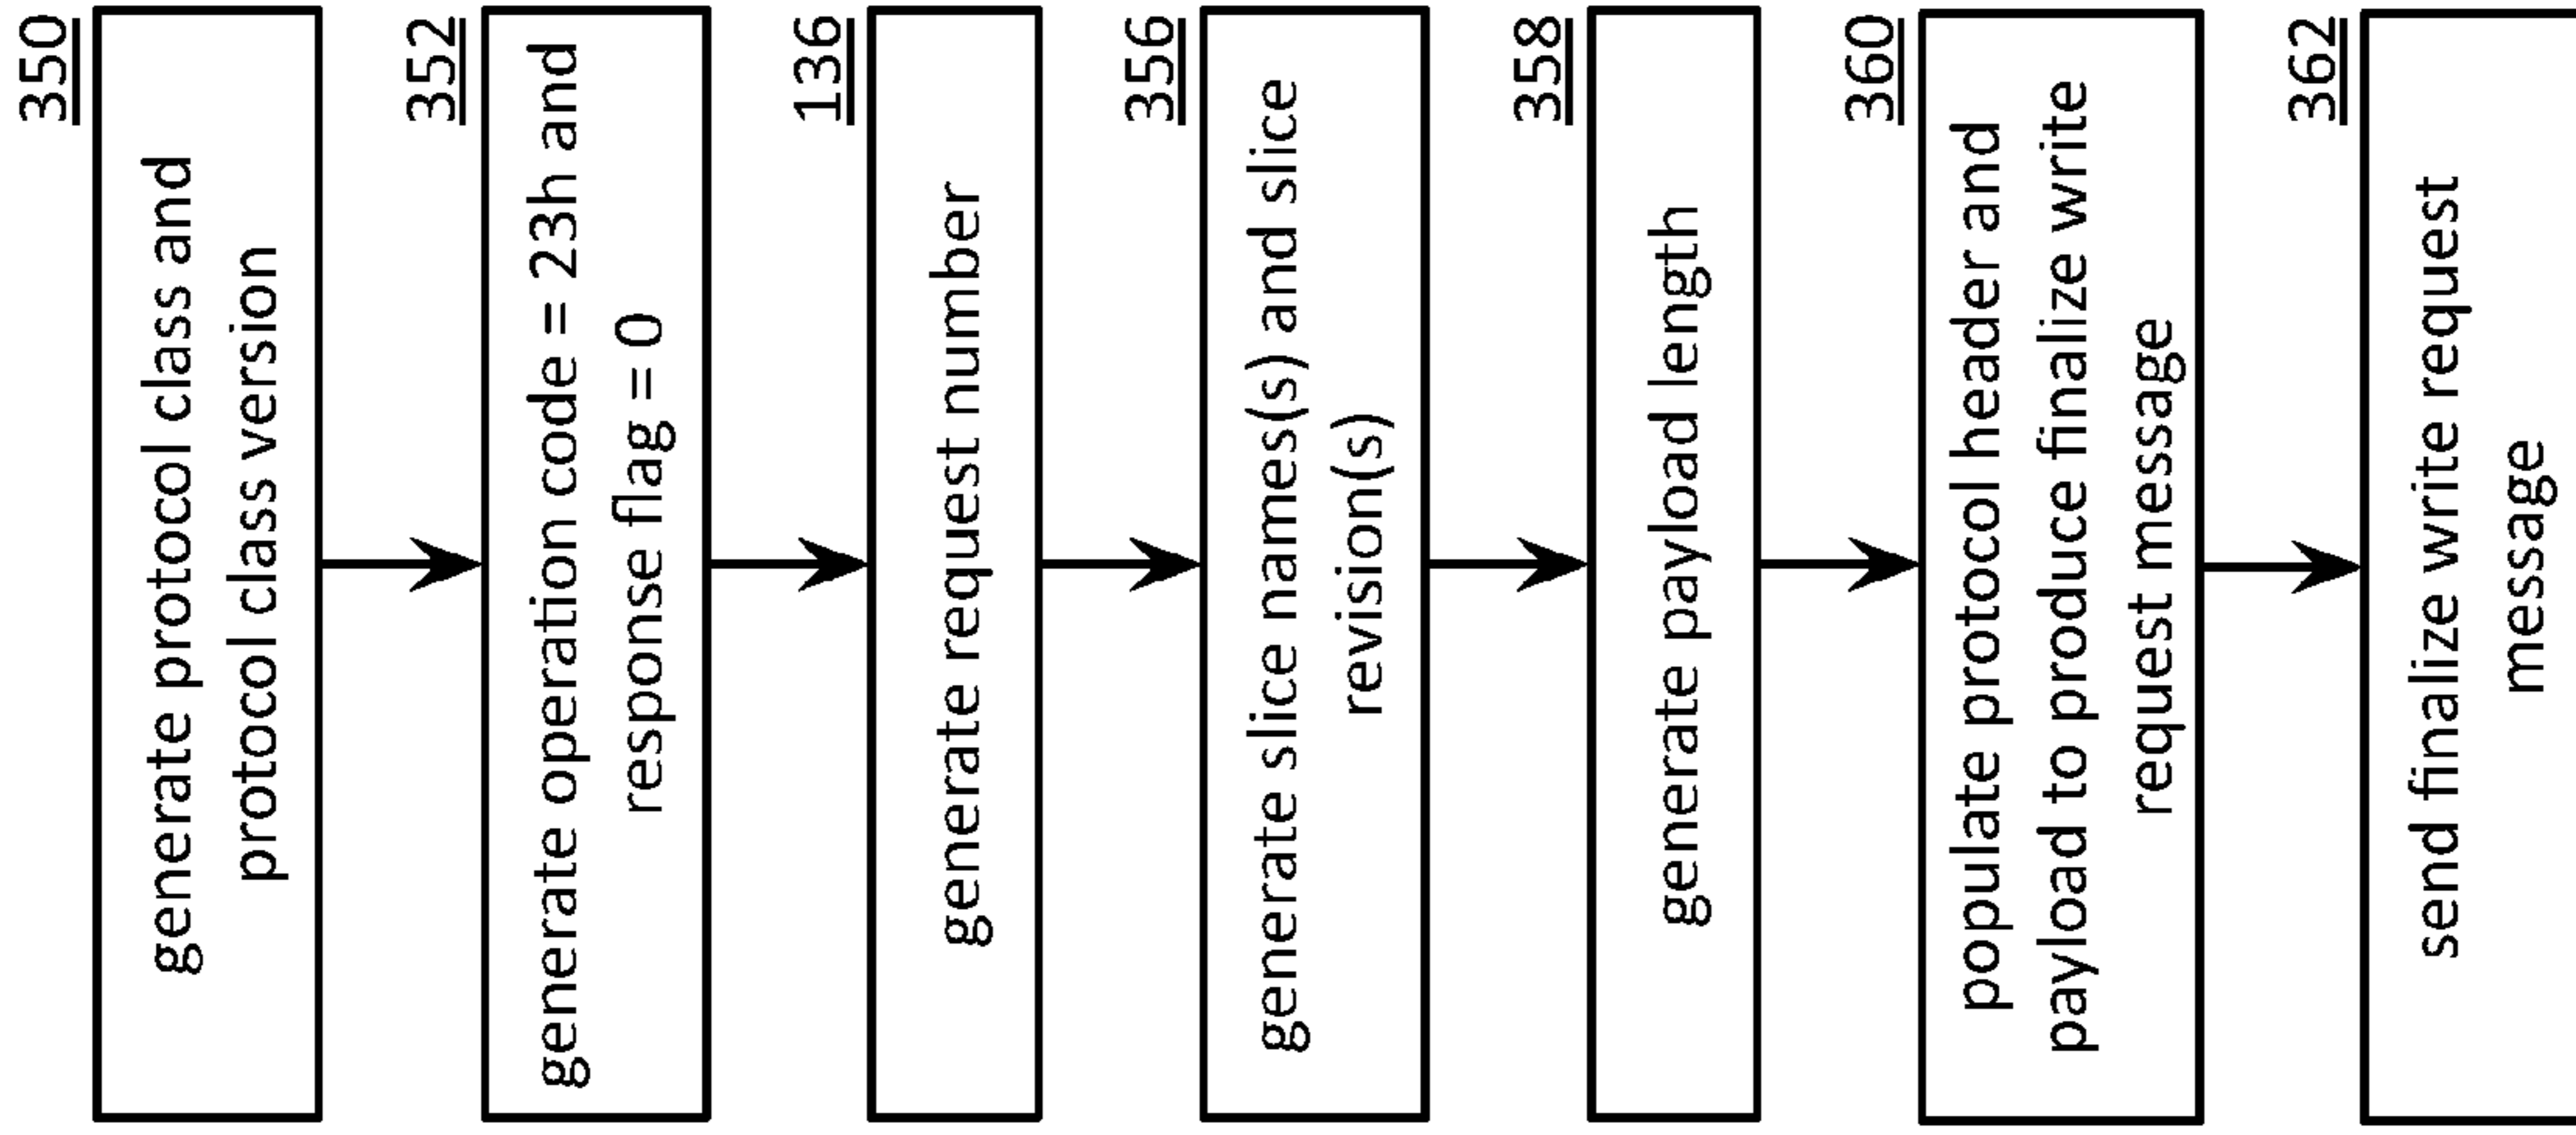 350
generate protocol class and
protocol class version
352
generate operation code = 23h and
response flag = 0
136
generate request number
356
generate slice names(s) and slice
revision(s)
358
generate payload length
360
populate protocol header and
payload to produce finalize write
request message
362
send finalize write request
message